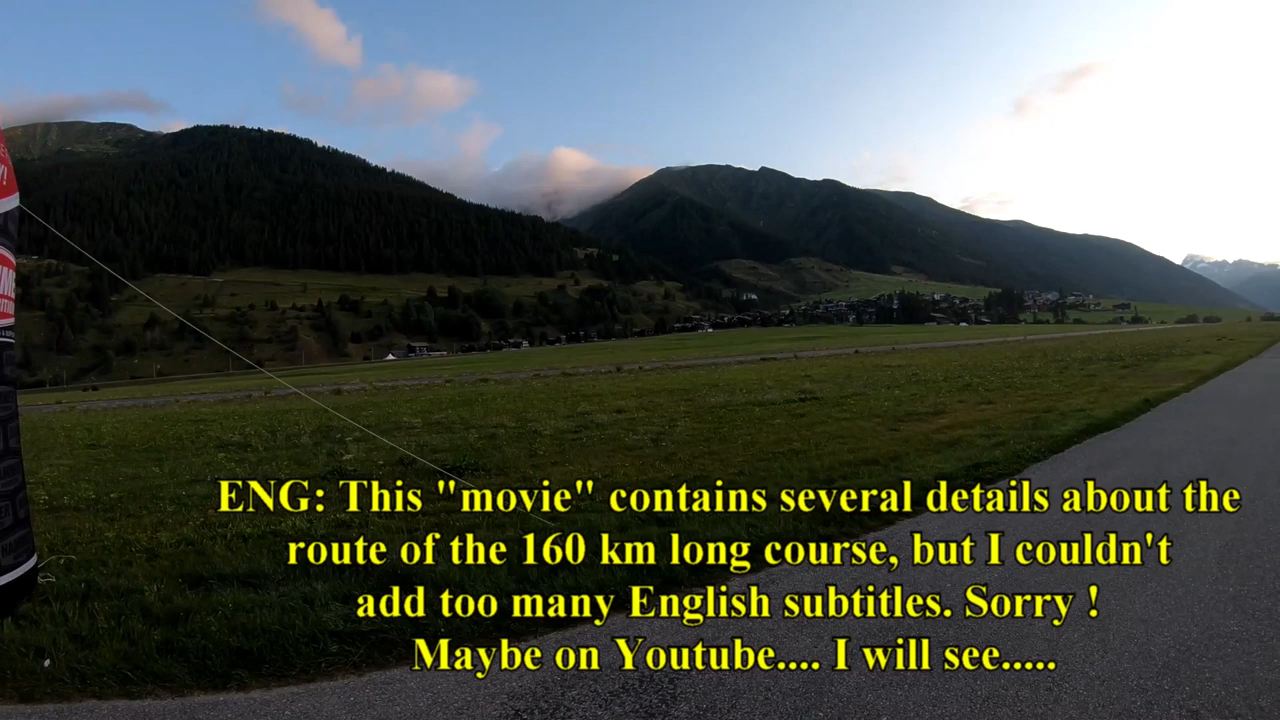 ENG: This "movie" contains several details about the
route of the 160 km long course, but I couldn't
add too many English subtitles. Sorry !
Maybe on Youtube.... I will see.....